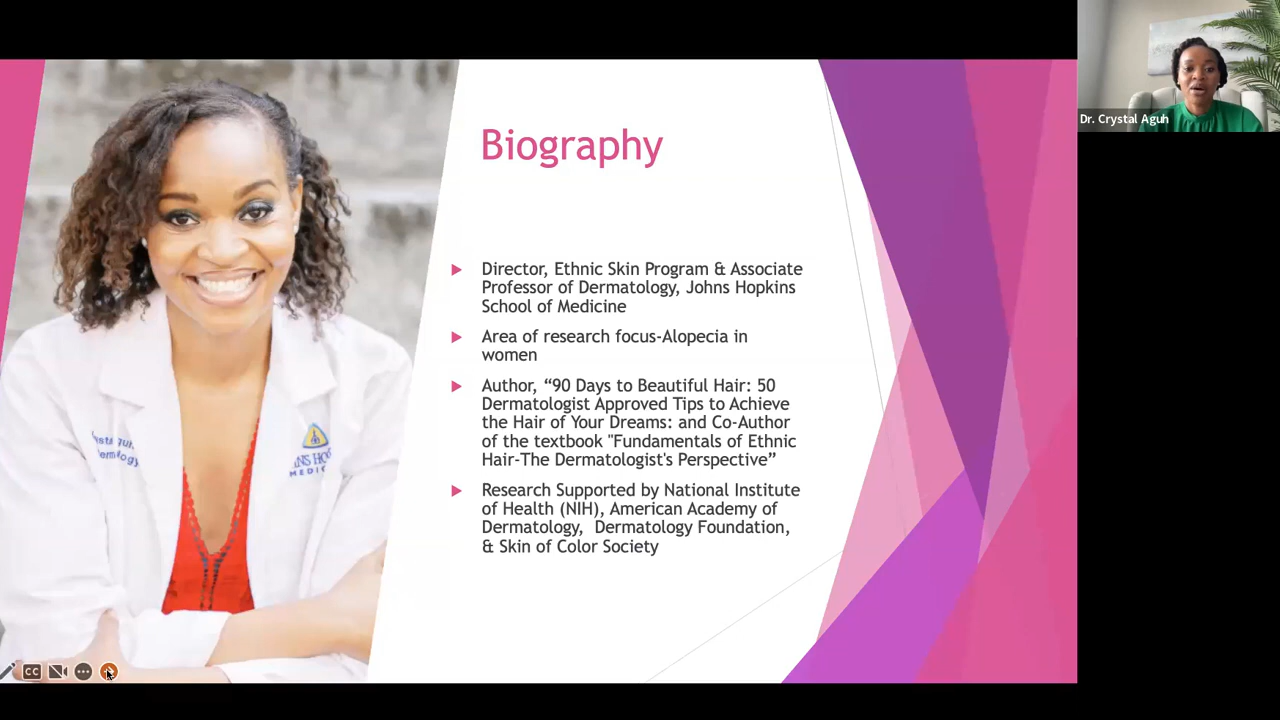 Biography
Director, Ethnic Skin Program & Associate
Professor of Dermatology, Johns Hopkins
School of Medicine
Area of research focus-Alopecia in
women
Author, “90 Days to Beautiful Hair: 50
Dermatologist Approved Tips to Achieve
the Hair of Your Dreams: and Co-Author
of the textbook "Fundamentals of Ethnic
Hair-The Dermatologist's Perspective”
Research Supported by National Institute
of Health (NIH), American Academy of
Dermatology,  Dermatology Foundation,
& Skin of Color Society
Dr. Crystal Aguh
CC